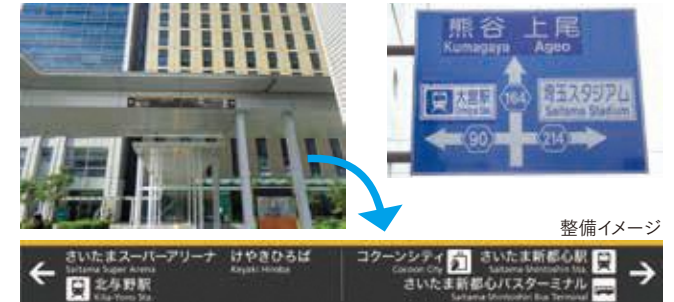 熊谷 上尾
Kumagaya Ageo
大宮駅
164
埼玉スタジアム
Saitama Stadium
90
214
整備イメージ
さいたまスーパーアリーナ けやきひろば
Saitama Super Arena Keyaki Hiroba
北与野駅
Kita-Yono Sta.
コクーンシティ さいたま新都心駅
Cocoon City Saitama-Shintoshin Sta.
さいたま新都心バスターミナル
Saitama-Shintoshin Bus Terminal